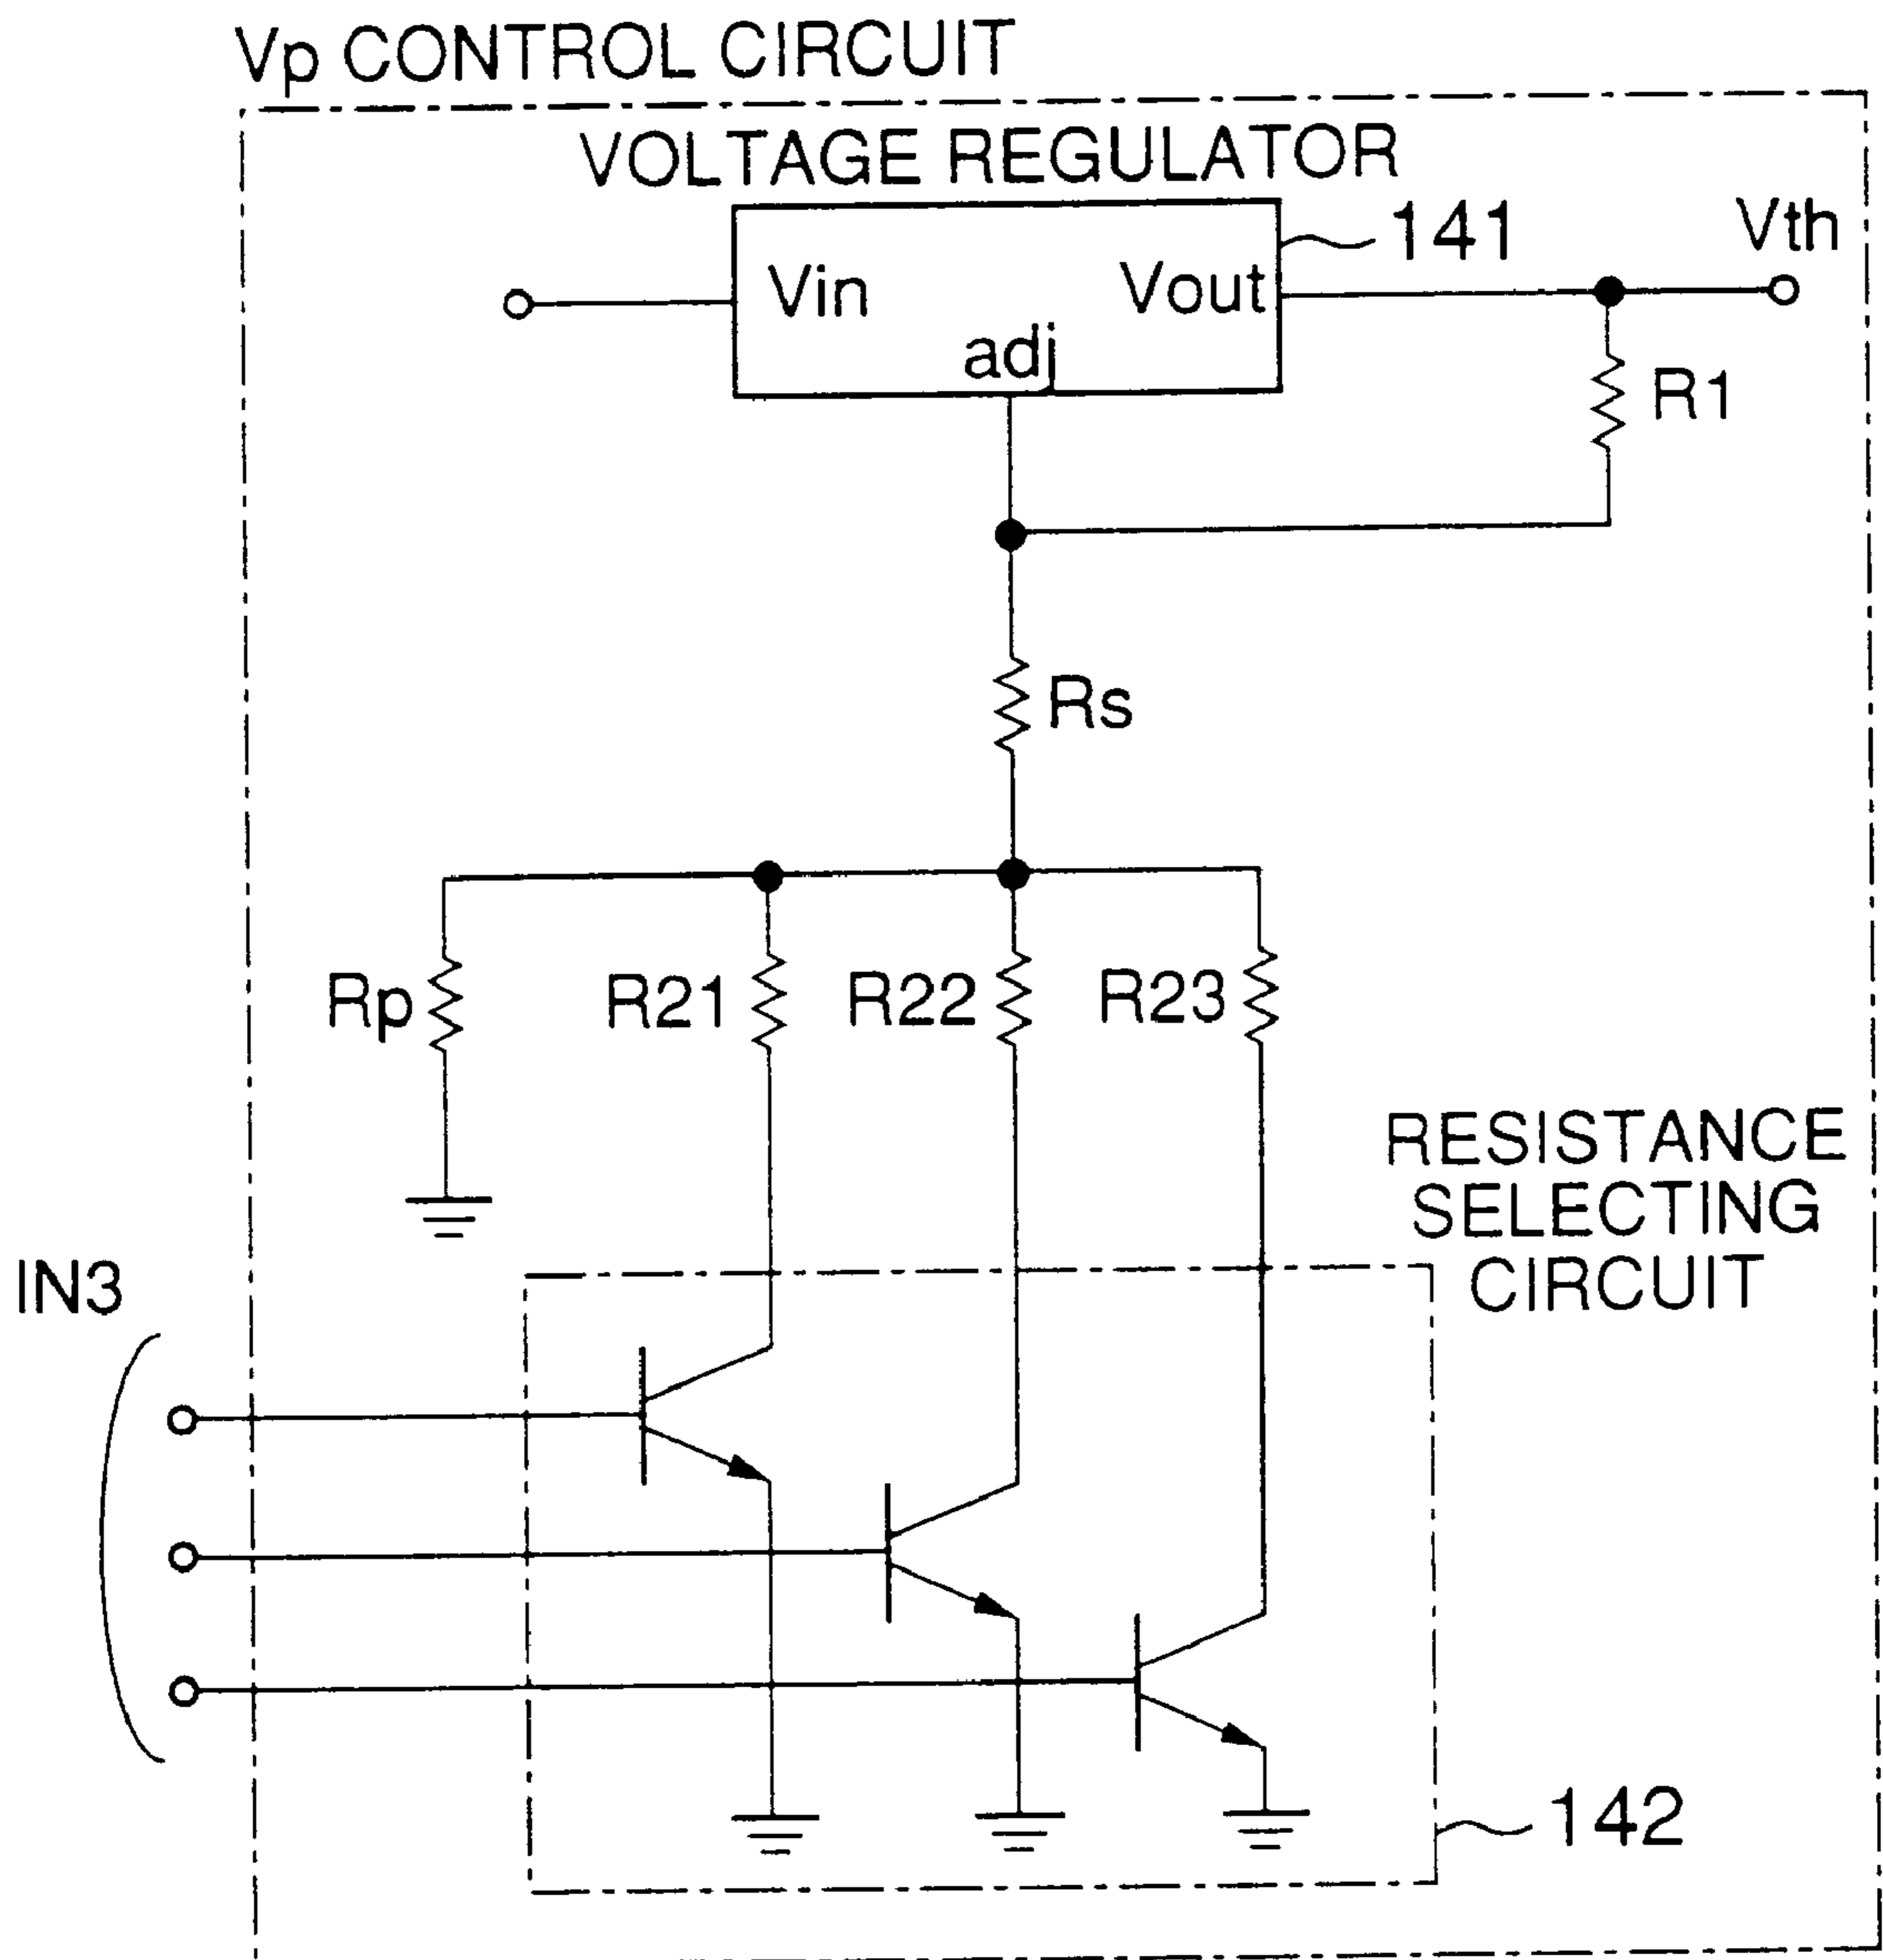 Vp CONTROL CIRCUIT
VOLTAGE REGULATOR
141
Vth
Vin
Vout
adj
R1
Rs
Rp
R21
R22
R23
RESISTANCE
SELECTING
CIRCUIT
IN3
142